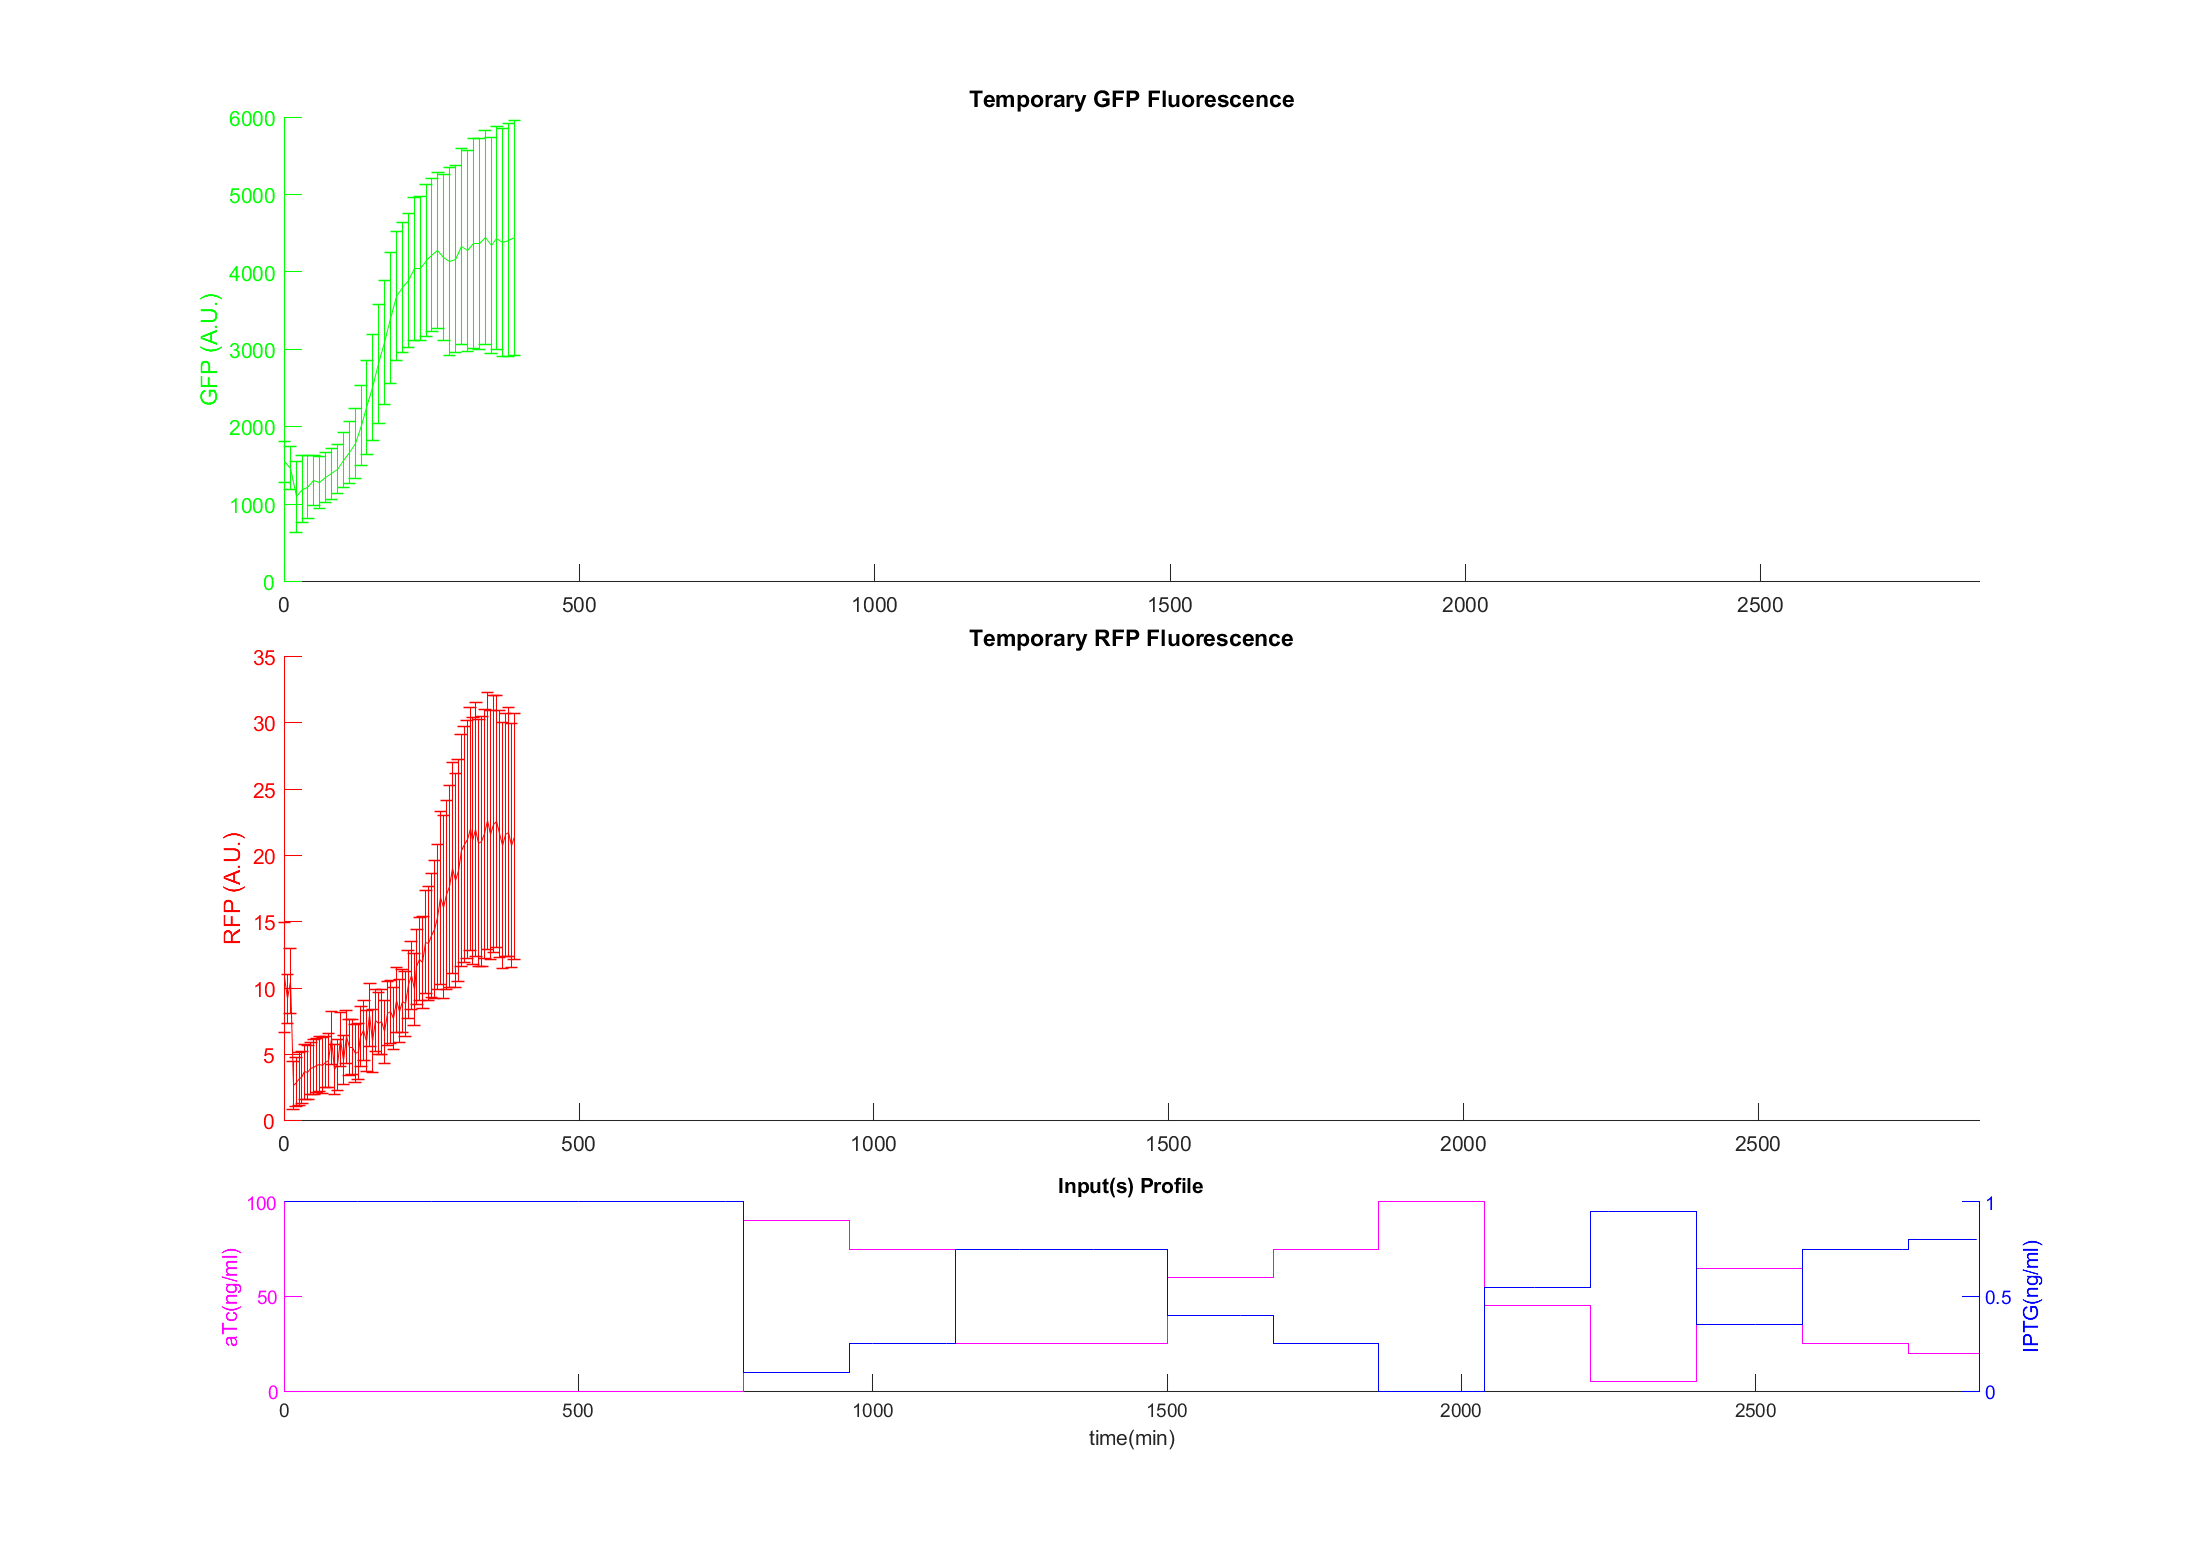 Temporary GFP Fluorescence
6000
5000
4000
3000
2000
1000
0
GFP (A.U.)
0 500 1000 1500 2000 2500
Temporary RFP Fluorescence
35
30
25
20
15
10
5
0
RFP (A.U.)
0 500 1000 1500 2000 2500
Input(s) Profile
100
50
0
aTc(ng/ml)
1
0.5
0
IPTG(ng/ml)
0 500 1000 1500 2000 2500
time(min)